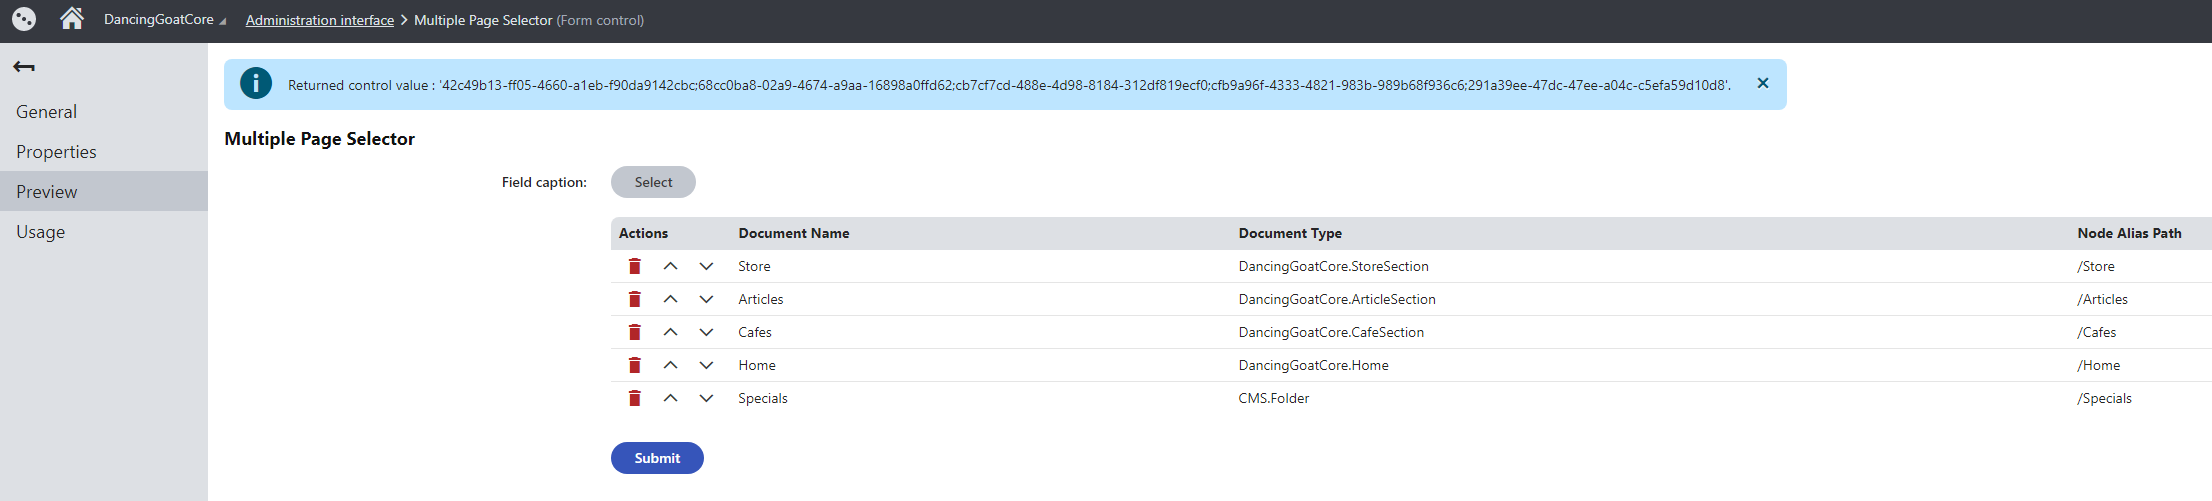 DancingGoatCore Administration interface > Multiple Page Selector (Form control)
General
Properties
Preview
Usage
Returned control value : '42c49b13-ff05-4660-a1eb-f90da9142cbc;68cc0ba8-02a9-4674-a9aa-16898a0ffd62;cb7cf7cd-488e-4d98-8184-312df819ecf0;cfb9a96f-4333-4821-983b-989b68f936c6;291a39ee-47dc-47ee-a04c-c5efa59d10d8'.
Multiple Page Selector
Field caption: Select
Actions Document Name Document Type Node Alias Path
Store DancingGoatCore.StoreSection /Store
Articles DancingGoatCore.ArticleSection /Articles
Cafes DancingGoatCore.CafeSection /Cafes
Home DancingGoatCore.Home /Home
Specials CMS.Folder /Specials
Submit